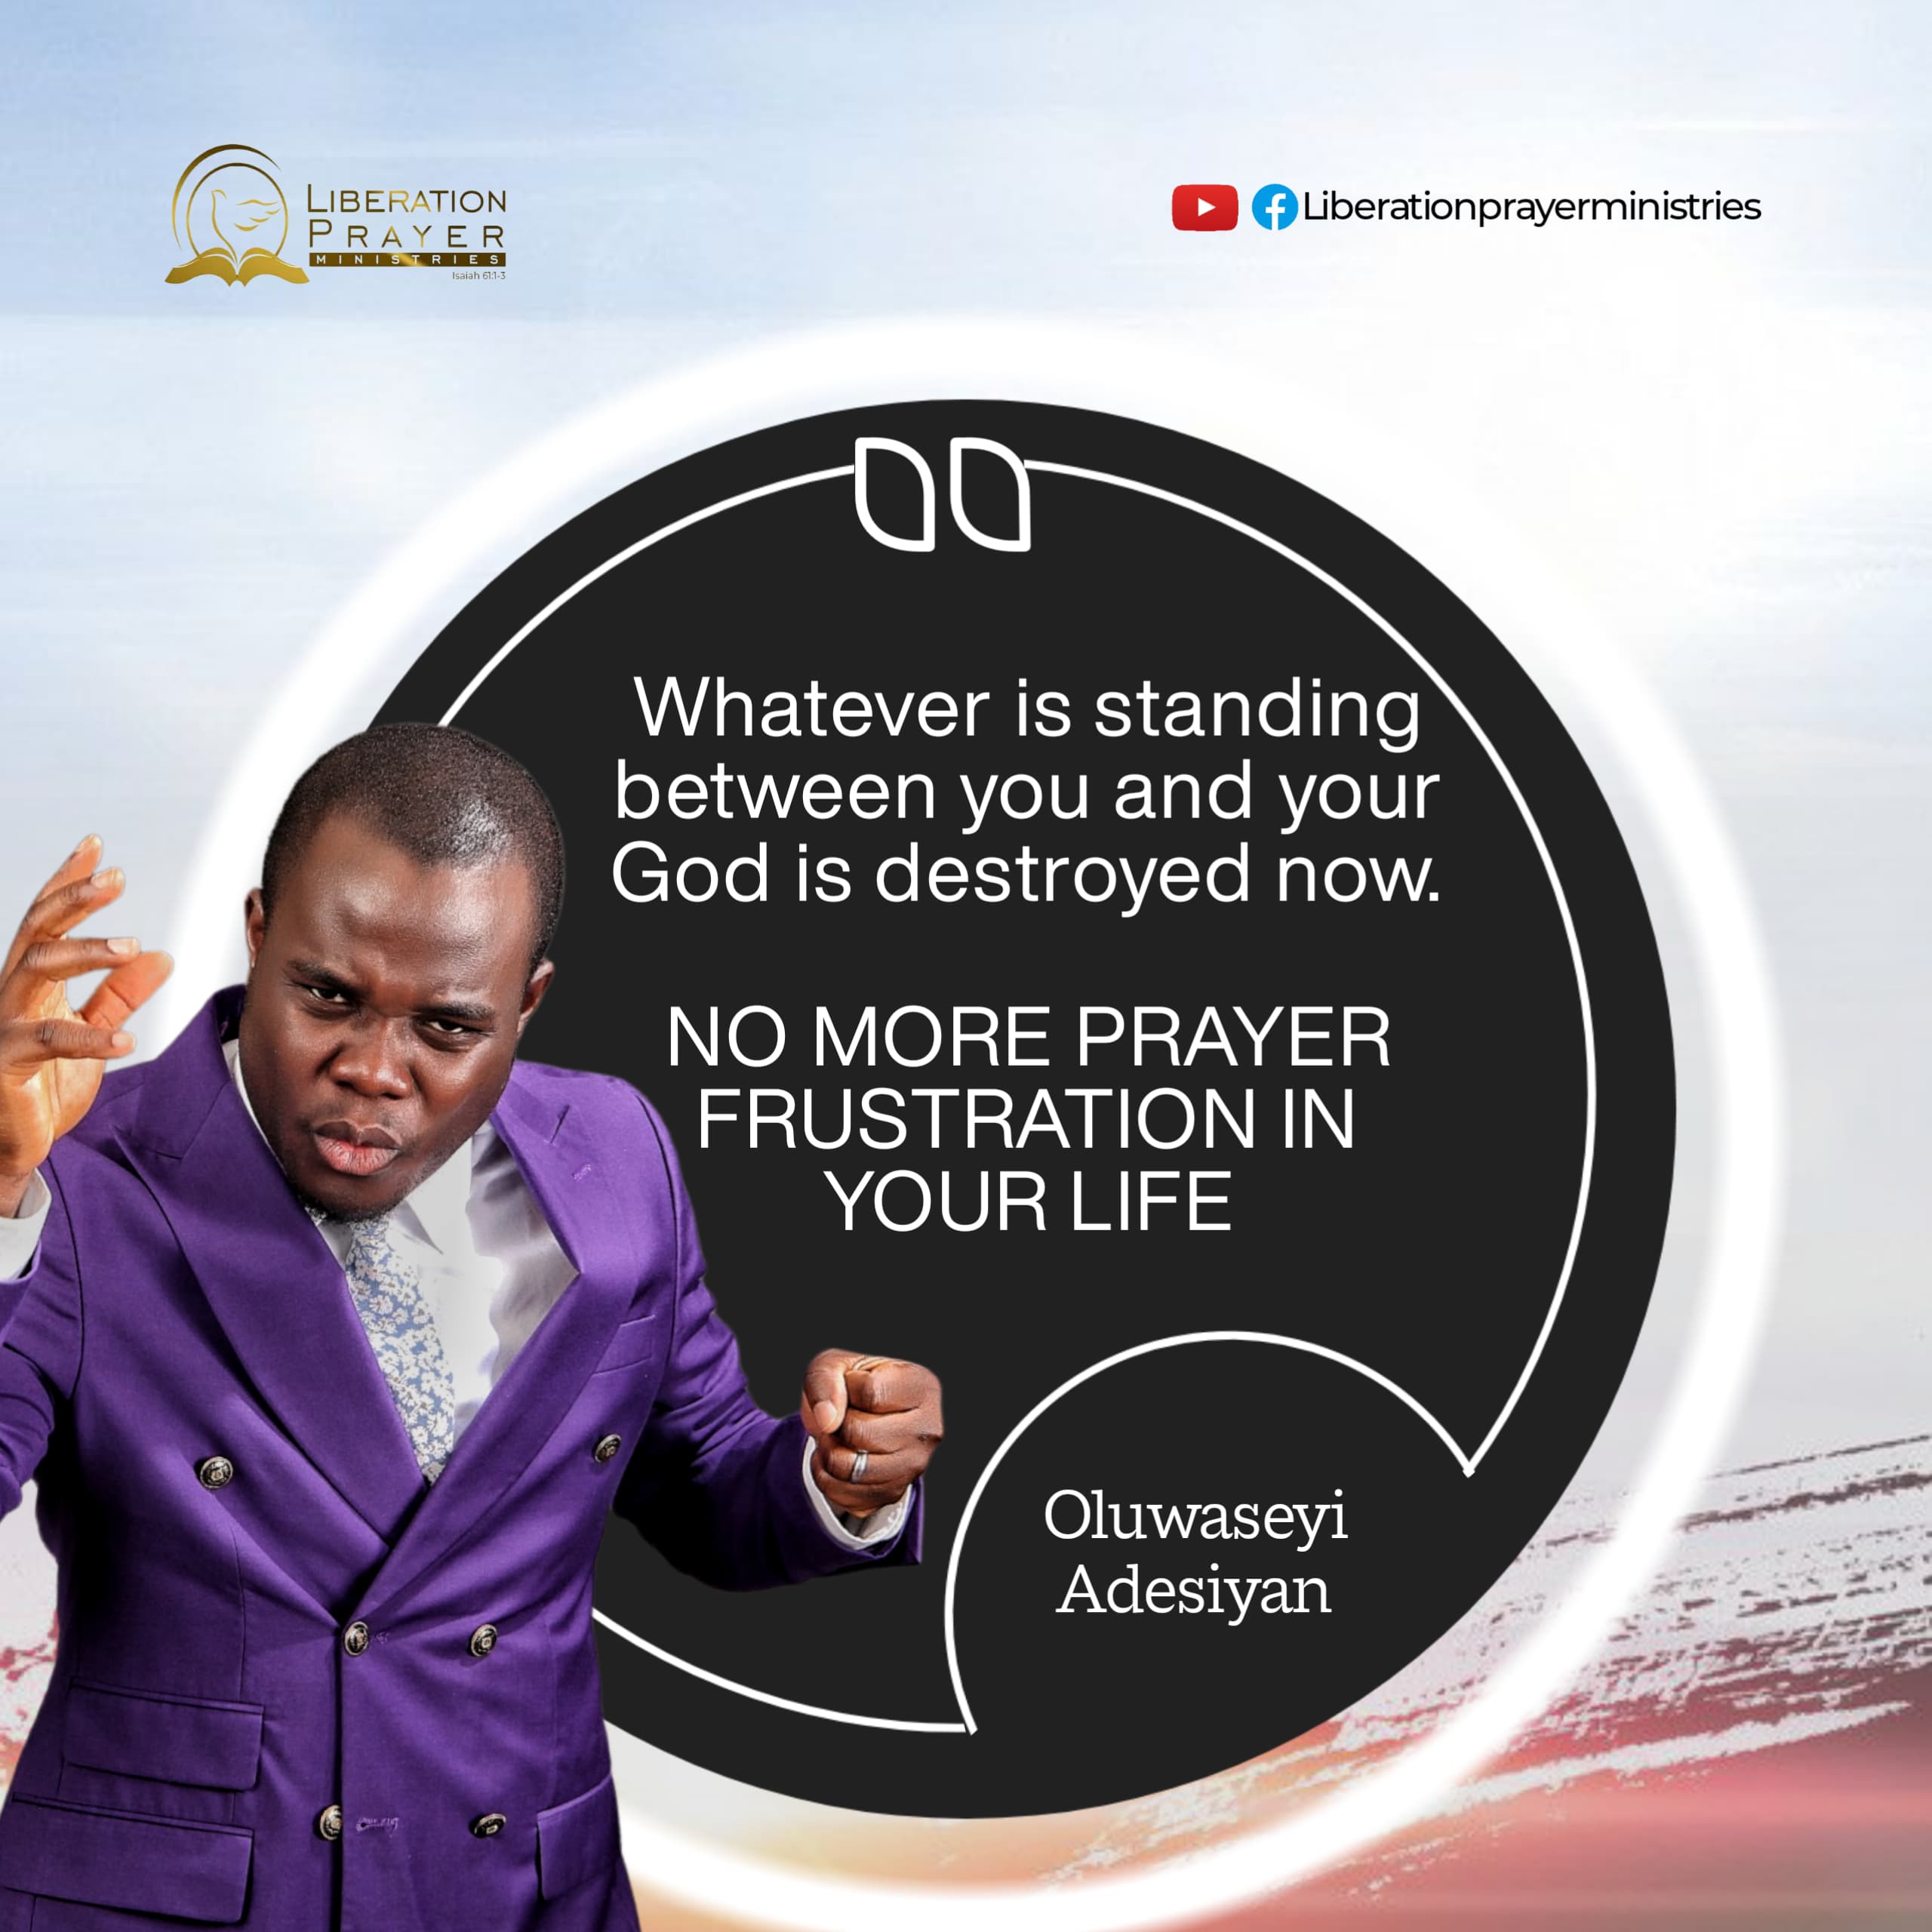 LIBERATION
PRAYER
MINISTRIES
Isaiah 61:1-3
Liberationprayerministries
Whatever is standing
between you and your
God is destroyed now.
NO MORE PRAYER
FRUSTRATION IN
YOUR LIFE
Oluwaseyi
Adesiyan